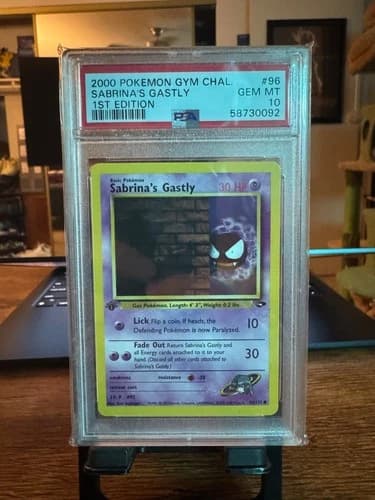 2000 POKEMON GYM CHAL. #96
SABRINA'S GASTLY GEM MT
1ST EDITION 10
PSA 58730092
Basic Pokémon
Sabrina's Gastly 30 HP
Gas Pokémon. Length: 4' 3", Weight: 0.2 lbs.
Lick Flip a coin. If heads, the
Defending Pokémon is now Paralyzed. 10
Fade Out Return Sabrina's Gastly and
all Energy cards attached to it to your
hand. (Discard all other cards attached to
Sabrina's Gastly.) 30
weakness resistance -30
retreat cost